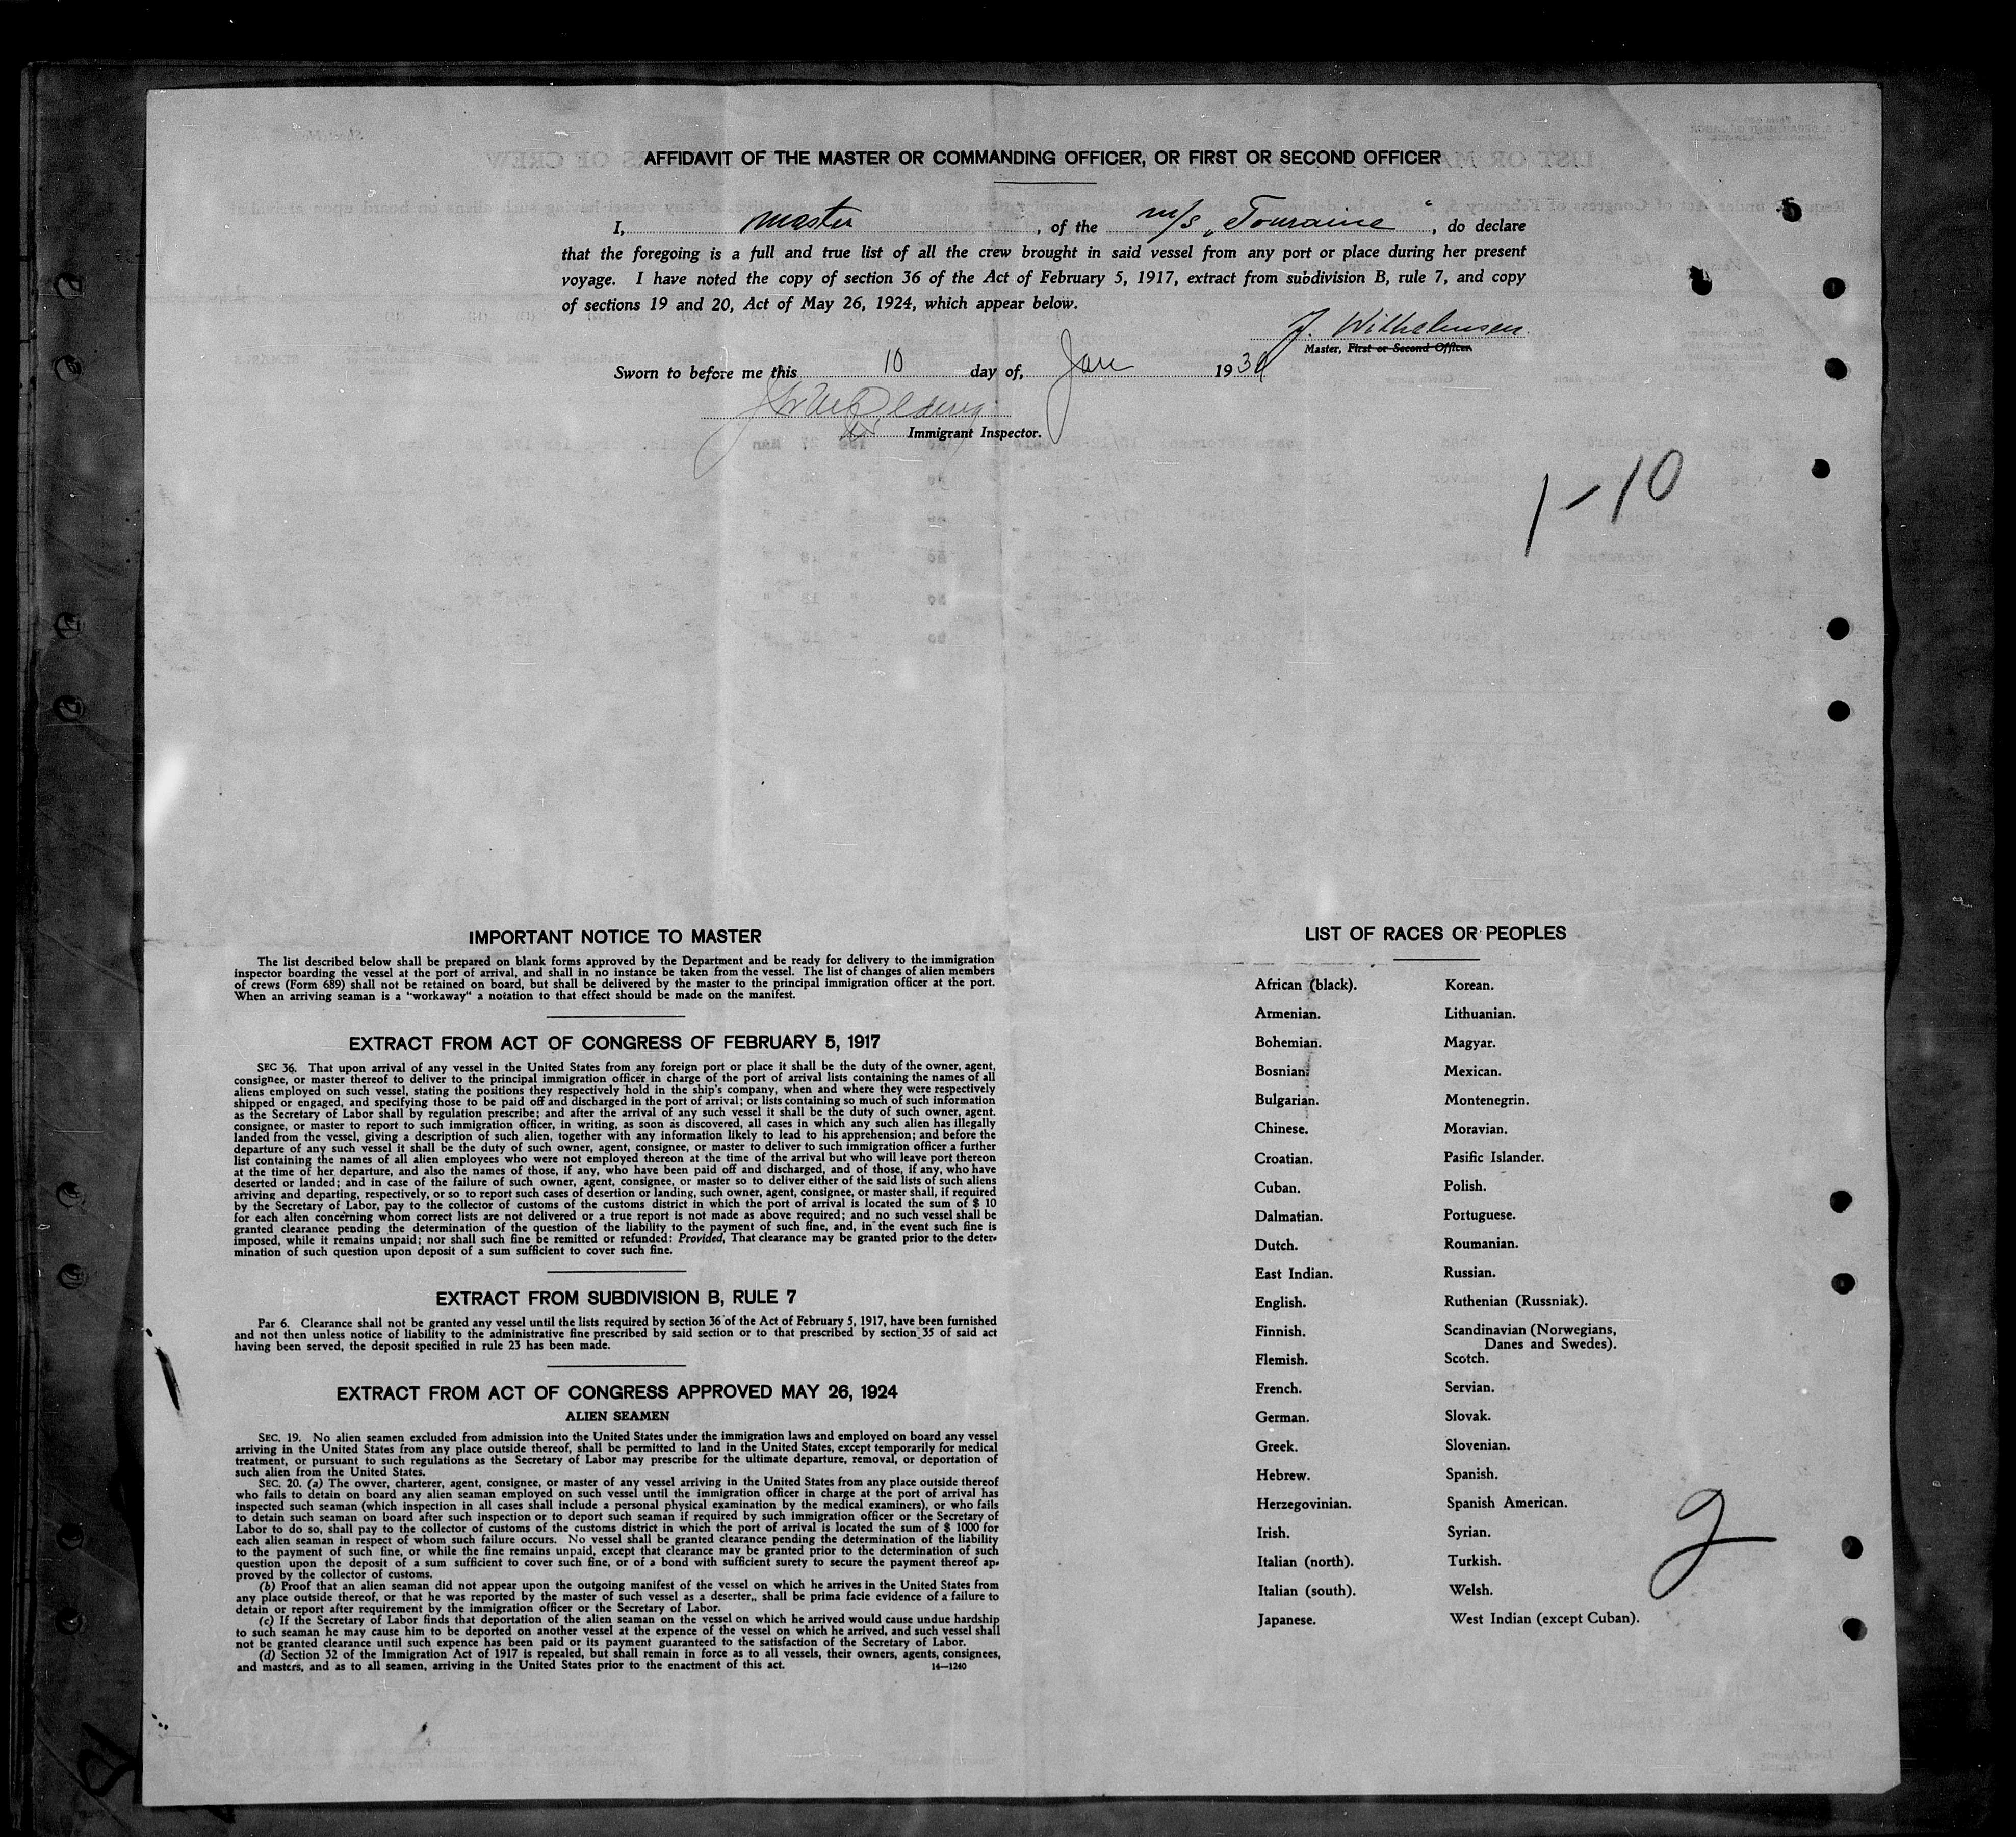 AFFIDAVIT OF THE MASTER OR COMMANDING OFFICER, OR FIRST OR SECOND OFFICER
I, master, of the m/s "Touraine", do declare
that the foregoing is a full and true list of all the crew brought in said vessel from any port or place during her present
voyage. I have noted the copy of section 36 of the Act of February 5, 1917, extract from subdivision B, rule 7, and copy
of sections 19 and 20, Act of May 26, 1924, which appear below.
J. Wilhelmsen
Master, First or Second Officer.
Sworn to before me this 10 day of, Jan 193
Immigrant Inspector.
1-10
IMPORTANT NOTICE TO MASTER
The list described below shall be prepared on blank forms approved by the Department and be ready for delivery to the immigration
inspector boarding the vessel at the port of arrival, and shall in no instance be taken from the vessel. The list of changes of alien members
of crews (Form 689) shall not be retained on board, but shall be delivered by the master to the principal immigration officer at the port.
When an arriving seaman is a "workaway" a notation to that effect should be made on the manifest.
EXTRACT FROM ACT OF CONGRESS OF FEBRUARY 5, 1917
SEC 36. That upon arrival of any vessel in the United States from any foreign port or place it shall be the duty of the owner, agent,
consignee, or master thereof to deliver to the principal immigration officer in charge of the port of arrival lists containing the names of all
aliens employed on such vessel, stating the positions they respectively hold in the ship's company, when and where they were respectively
shipped or engaged, and specifying those to be paid off and discharged in the port of arrival; or lists containing so much of such information
as the Secretary of Labor shall by regulation prescribe; and after the arrival of any such vessel it shall be the duty of such owner, agent.
consignee, or master to report to such immigration officer, in writing, as soon as discovered, all cases in which any such alien has illegally
landed from the vessel, giving a description of such alien, together with any information likely to lead to his apprehension; and before the
departure of any such vessel it shall be the duty of such owner, agent, consignee, or master to deliver to such immigration officer a further
list containing the names of all alien employees who were not employed thereon at the time of the arrival but who will leave port thereon
at the time of her departure, and also the names of those, if any, who have been paid off and discharged, and of those, if any, who have
deserted or landed; and in case of the failure of such owner, agent, consignee, or master so to deliver either of the said lists of such aliens
arriving and departing, respectively, or so to report such cases of desertion or landing, such owner, agent, consignee, or master shall, if required
by the Secretary of Labor, pay to the collector of customs of the customs district in which the port of arrival is located the sum of $ 10
for each alien concerning whom correct lists are not delivered or a true report is not made as above required; and no such vessel shall be
granted clearance pending the determination of the question of the liability to the payment of such fine, and, in the event such fine is
imposed, while it remains unpaid; nor shall such fine be remitted or refunded: Provided, That clearance may be granted prior to the deter-
mination of such question upon deposit of a sum sufficient to cover such fine.
EXTRACT FROM SUBDIVISION B, RULE 7
Par 6. Clearance shall not be granted any vessel until the lists required by section 36 of the Act of February 5, 1917, have been furnished
and not then unless notice of liability to the administrative fine prescribed by said section or to that prescribed by section 35 of said act
having been served, the deposit specified in rule 23 has been made.
EXTRACT FROM ACT OF CONGRESS APPROVED MAY 26, 1924
ALIEN SEAMEN
SEC. 19. No alien seamen excluded from admission into the United States under the immigration laws and employed on board any vessel
arriving in the United States from any place outside thereof, shall be permitted to land in the United States, except temporarily for medical
treatment, or pursuant to such regulations as the Secretary of Labor may prescribe for the ultimate departure, removal, or deportation of
such alien from the United States.
SEC. 20. (a) The owver, charterer, agent, consignee, or master of any vessel arriving in the United States from any place outside thereof
who fails to detain on board any alien seaman employed on such vessel until the immigration officer in charge at the port of arrival has
inspected such seaman (which inspection in all cases shall include a personal physical examination by the medical examiners), or who fails
to detain such seaman on board after such inspection or to deport such seaman if required by such immigration officer or the Secretary of
Labor to do so, shall pay to the collector of customs of the customs district in which the port of arrival is located the sum of $ 1000 for
each alien seaman in respect of whom such failure occurs. No vessel shall be granted clearance pending the determination of the liability
to the payment of such fine, or while the fine remains unpaid, except that clearance may be granted prior to the determination of such
question upon the deposit of a sum sufficient to cover such fine, or of a bond with sufficient surety to secure the payment thereof ap-
proved by the collector of customs.
(b) Proof that an alien seaman did not appear upon the outgoing manifest of the vessel on which he arrives in the United States from
any place outside thereof, or that he was reported by the master of such vessel as a deserter,, shall be prima facie evidence of a failure to
detain or report after requirement by the immigration officer or the Secretary of Labor.
(c) If the Secretary of Labor finds that deportation of the alien seaman on the vessel on which he arrived would cause undue hardship
to such seaman he may cause him to be deported on another vessel at the expence of the vessel on which he arrived, and such vessel shall
not be granted clearance until such expence has been paid or its payment guaranteed to the satisfaction of the Secretary of Labor.
(d) Section 32 of the Immigration Act of 1917 is repealed, but shall remain in force as to all vessels, their owners, agents, consignees,
and masters, and as to all seamen, arriving in the United States prior to the enactment of this act.
14—1240
LIST OF RACES OR PEOPLES
African (black).
Armenian.
Bohemian.
Bosnian.
Bulgarian.
Chinese.
Croatian.
Cuban.
Dalmatian.
Dutch.
East Indian.
English.
Finnish.
Flemish.
French.
German.
Greek.
Hebrew.
Herzegovinian.
Irish.
Italian (north).
Italian (south).
Japanese.
Korean.
Lithuanian.
Magyar.
Mexican.
Montenegrin.
Moravian.
Pasific Islander.
Polish.
Portuguese.
Roumanian.
Russian.
Ruthenian (Russniak).
Scandinavian (Norwegians,
Danes and Swedes).
Scotch.
Servian.
Slovak.
Slovenian.
Spanish.
Spanish American.
Syrian.
Turkish.
Welsh.
West Indian (except Cuban).
2